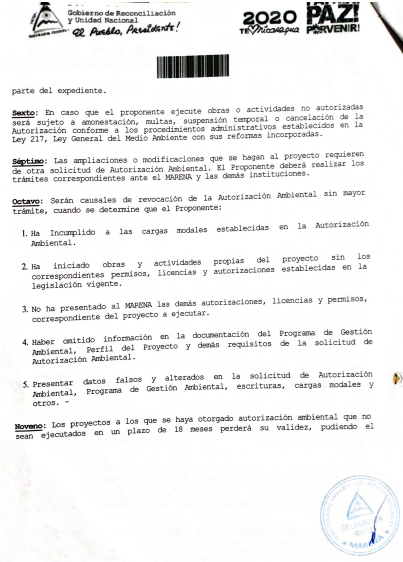 Gobierno de Reconciliación
y Unidad Nacional
El Pueblo, Presidente!
2020
PAZ!
Nicaragua
PORVENIR!
parte del expediente.
Sexto: En caso que el proponente ejecute obras o actividades no autorizadas
será sujeto a amonestación, multas, suspensión temporal o cancelación de la
Autorización conforme a los procedimientos administrativos establecidos en la
Ley 217, Ley General del Medio Ambiente con sus reformas incorporadas.
Séptimo: Las ampliaciones o modificaciones que se hagan al proyecto requieren
de otra solicitud de Autorización Ambiental. El Proponente deberá realizar los
trámites correspondientes ante el MARENA y las demás instituciones.
Octavo: Serán causales de revocación de la Autorización Ambiental sin mayor
trámite, cuando se determine que el Proponente:
1. Ha Incumplido a las cargas modales establecidas en la Autorización
Ambiental.
2. Ha iniciado obras y actividades propias del proyecto sin los
correspondientes permisos, licencias y autorizaciones establecidas en la
legislación vigente.
3. No ha presentado al MARENA las demás autorizaciones, licencias y permisos,
correspondiente del proyecto a ejecutar.
4. Haber omitido información en la documentación del Programa de Gestión
Ambiental, Perfil del Proyecto y demás requisitos de la solicitud de
Autorización Ambiental.
5. Presentar datos falsos y alterados en la solicitud de Autorización
Ambiental, Programa de Gestión Ambiental, escrituras, cargas modales y
otros. -
Noveno: Los proyectos a los que se haya otorgado autorización ambiental que no
sean ejecutados en un plazo de 18 meses perderá su validez, pudiendo el
DELEGACIÓN
MARENA